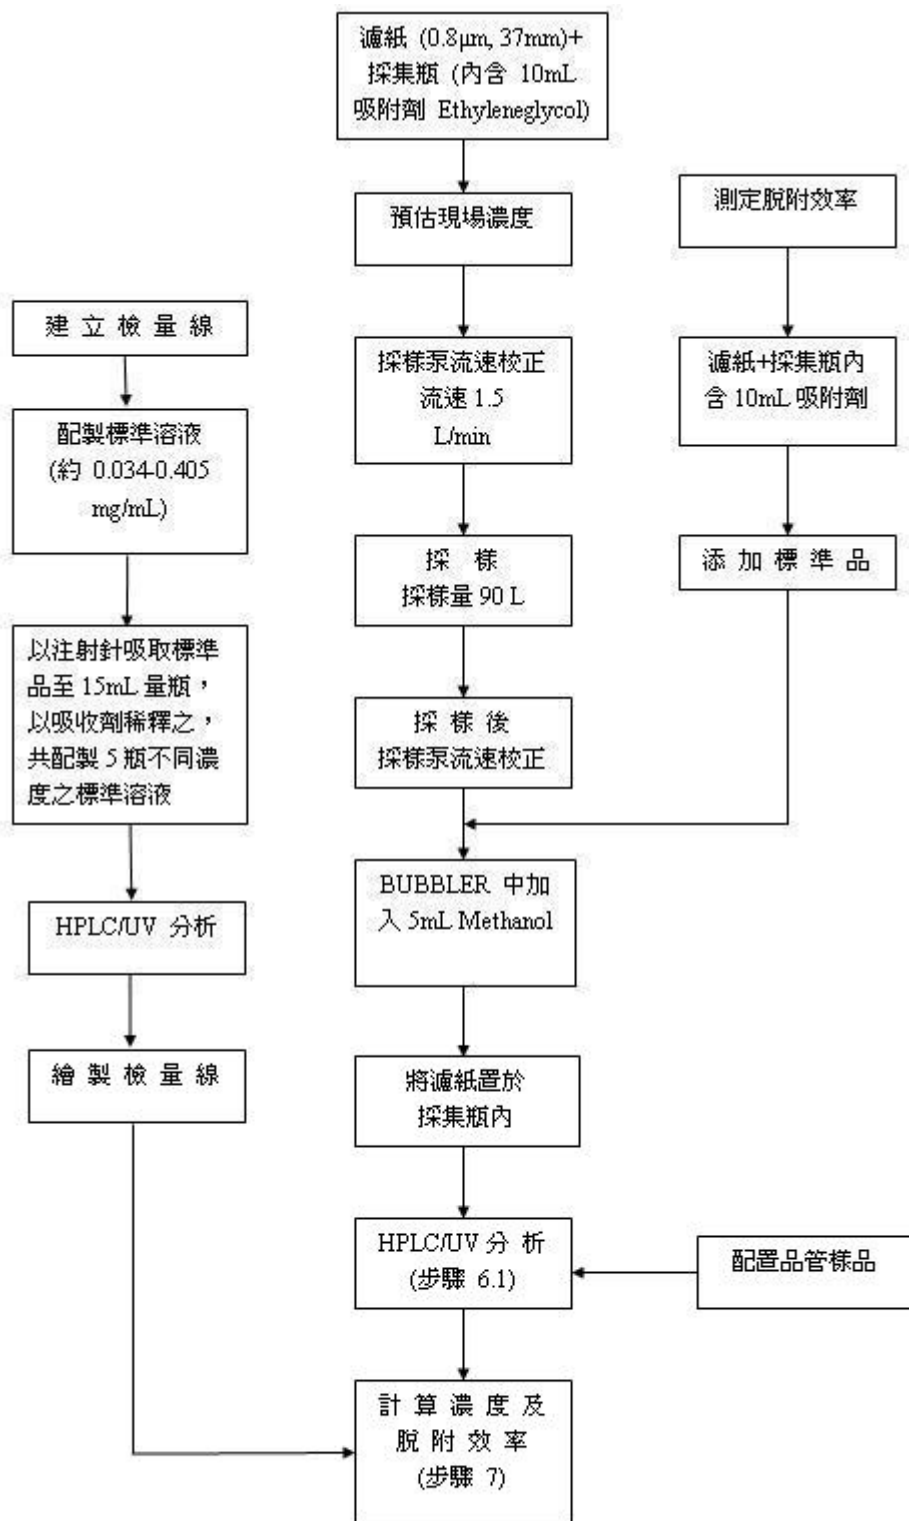 濾紙 (0.8μm, 37mm)+
採集瓶 (內含 10mL
吸附劑 Ethyleneglycol)
預估現場濃度
測定脫附效率
建 立 檢 量 線
採樣泵流速校正
流速 1.5
L/min
濾紙+採集瓶內
含 10mL 吸附劑
配製標準溶液
(約 0.034-0.405
mg/mL)
採 樣
採樣量 90 L
添 加 標 準 品
以注射針吸取標準
品至 15mL 量瓶，
以吸收劑稀釋之，
共配製 5 瓶不同濃
度之標準溶液
採 樣 後
採樣泵流速校正
BUBBLER 中加
入 5mL Methanol
HPLC/UV 分析
繪 製 檢 量 線
將濾紙置於
採集瓶內
HPLC/UV 分 析
(步驟 6.1)
配置品管樣品
計 算 濃 度 及
脫 附 效 率
(步驟 7)